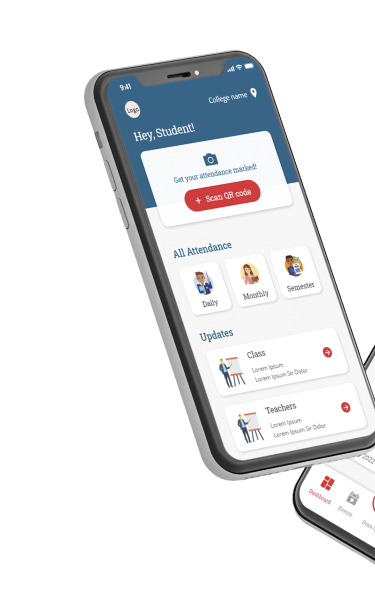 9:41
Logo
College name
Hey, Student!
Get your attendance marked!
+ Scan QR code
All Attendance
Daily
Monthly
Semester
Updates
Class
Lorem Ipsum
Lorem Ipsum Sir Dolor
Teachers
Lorem Ipsum
Lorem Ipsum Sir Dolor
2022
Dashboard
Events